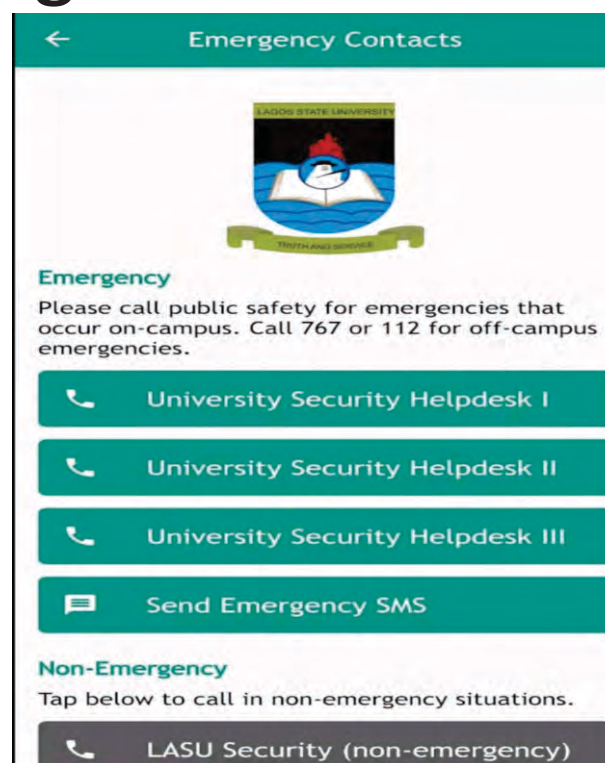 Emergency Contacts
LAGOS STATE UNIVERSITY
TRUTH AND SERVICE
Emergency
Please call public safety for emergencies that
occur on-campus. Call 767 or 112 for off-campus
emergencies.
University Security Helpdesk I
University Security Helpdesk II
University Security Helpdesk III
Send Emergency SMS
Non-Emergency
Tap below to call in non-emergency situations.
LASU Security (non-emergency)